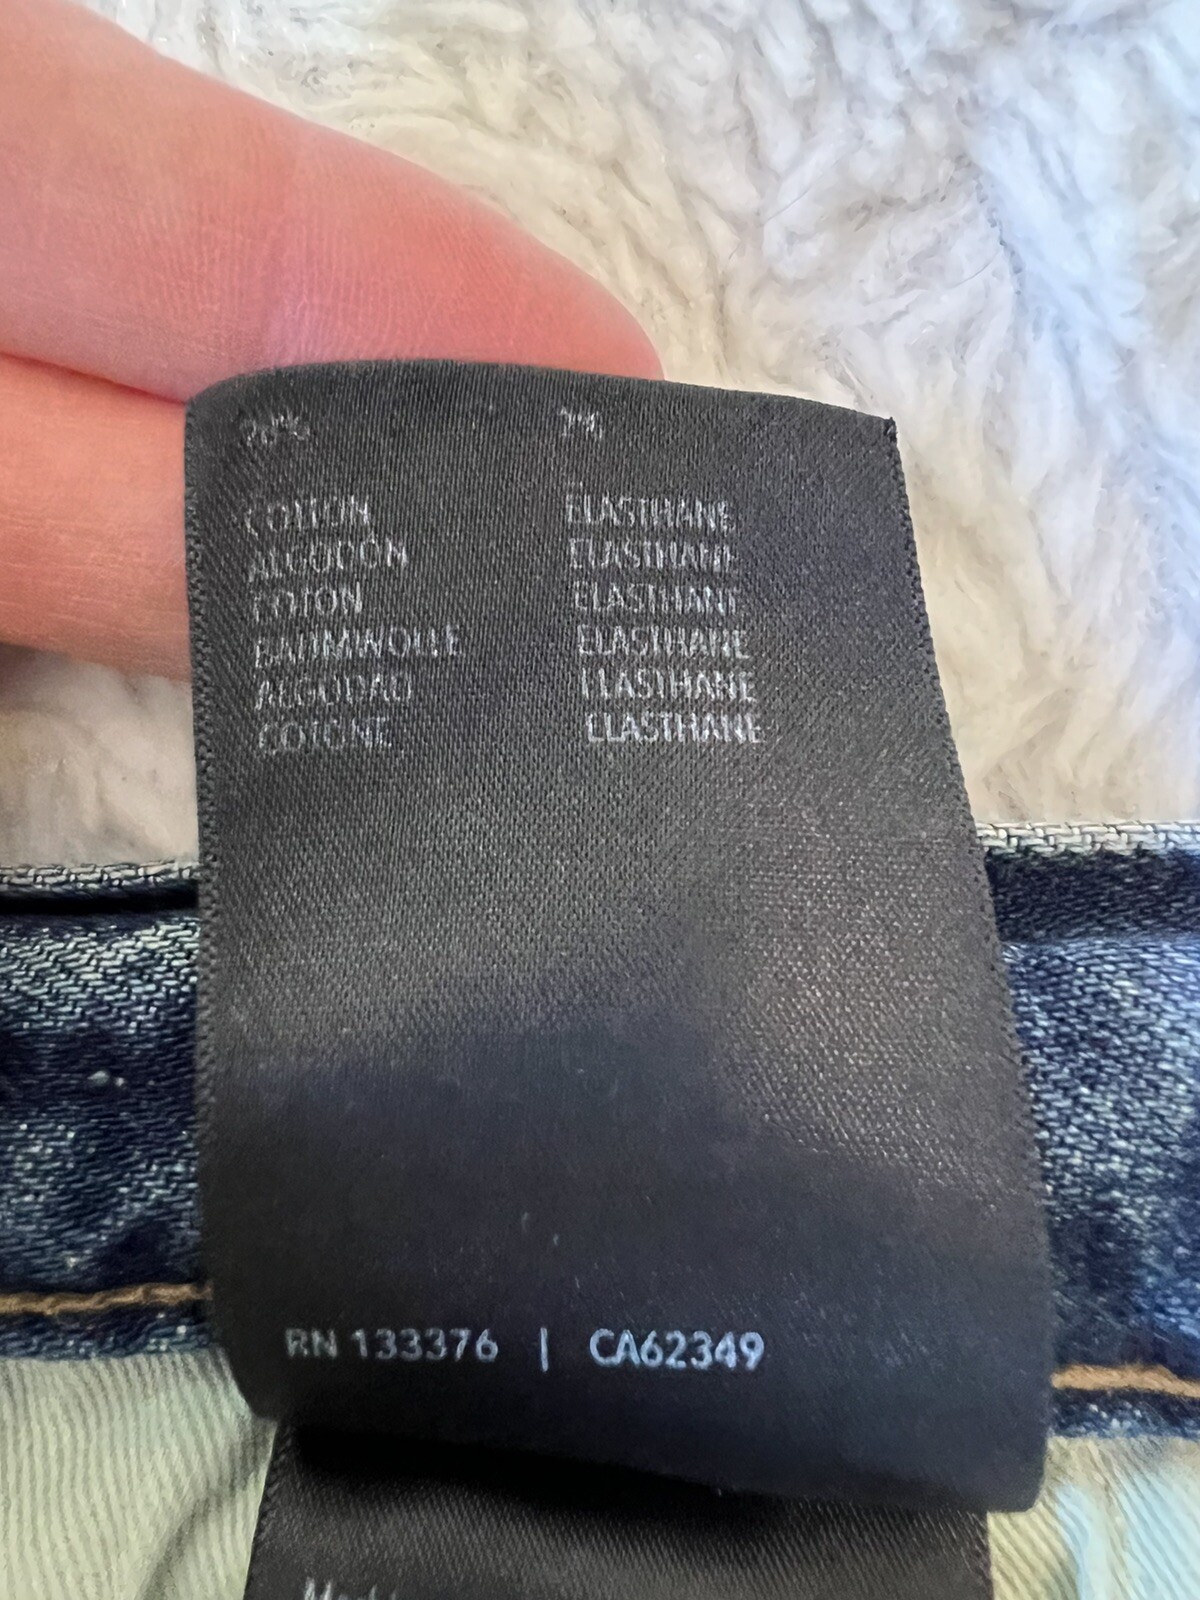 COTTON ELASTHANE
ALGODÓN ELASTHANE
COTON ELASTHANE
BAUMWOLLE ELASTHANE
ALGODÃO ELASTHANE
COTONE ELASTHANE
RN 133376 | CA62349